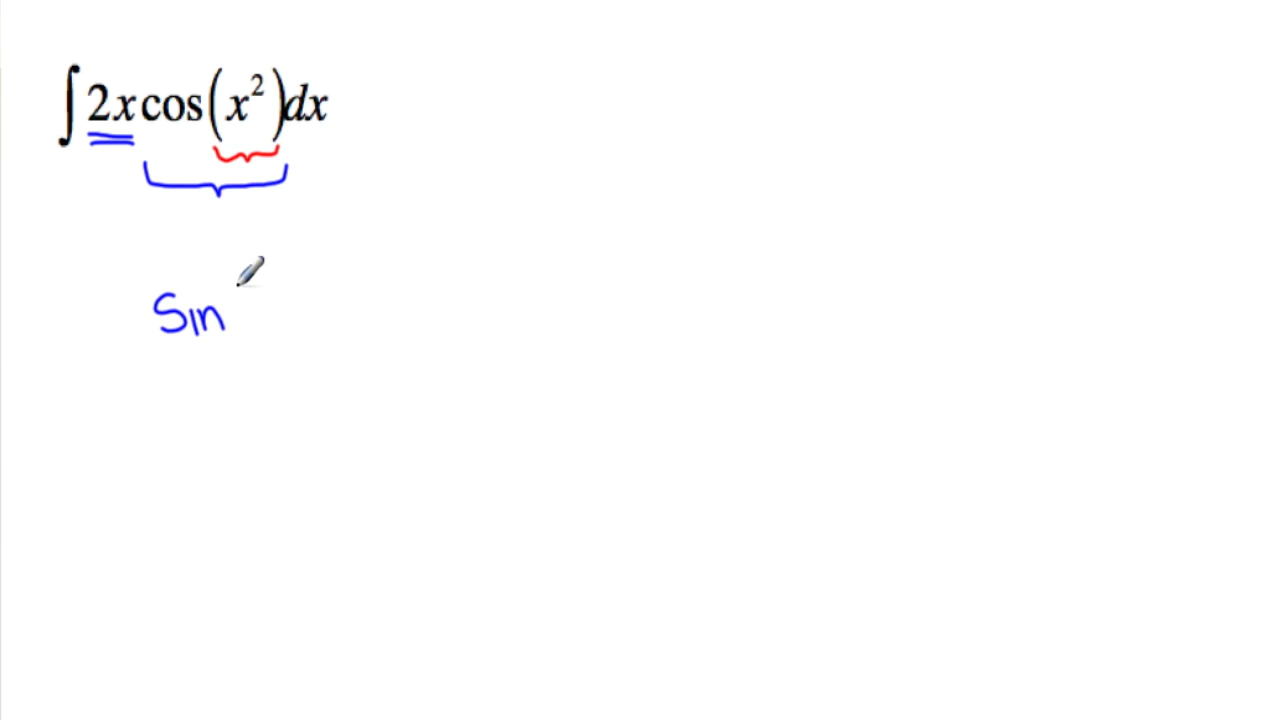 ∫ 2x cos(x²)dx
Sin